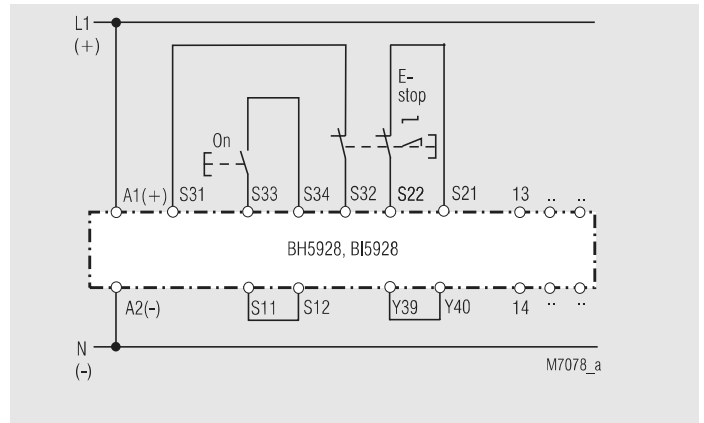 L1
(+)
E-
stop
On
A1(+) S31 S33 S34 S32 S22 S21 13 .. ..
BH5928, BI5928
A2(-) S11 S12 Y39 Y40 14 .. ..
N
(-)
M7078_a